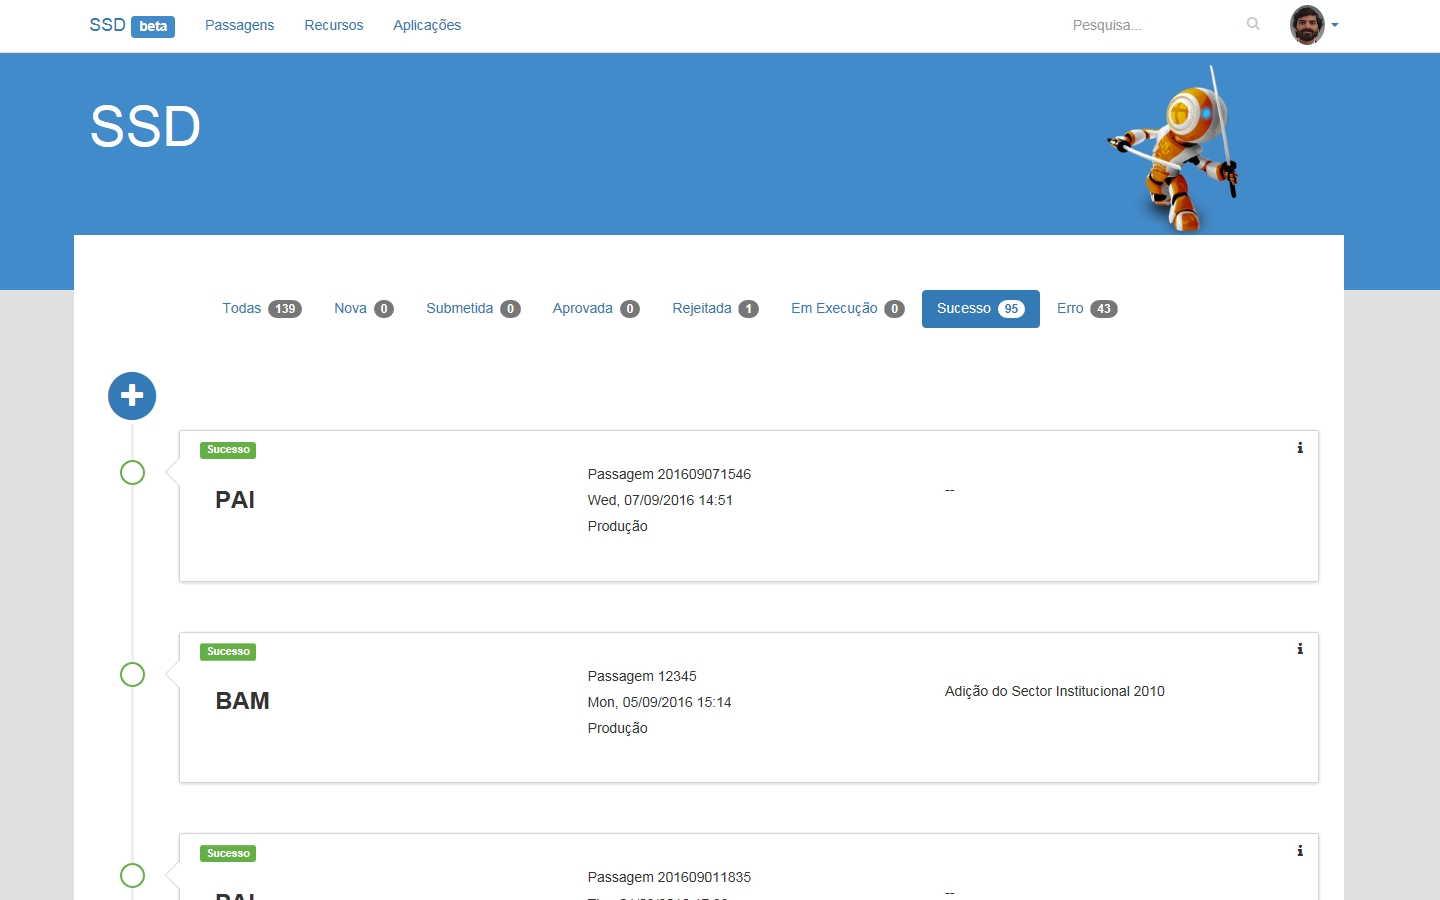 SSD beta Passagens Recursos Aplicações Pesquisa...
SSD
Todas 139 Nova 0 Submetida 0 Aprovada 0 Rejeitada 1 Em Execução 0 Sucesso 95 Erro 43
Sucesso
PAI
Passagem 201609071546
Wed, 07/09/2016 14:51
Produção
--
Sucesso
BAM
Passagem 12345
Mon, 05/09/2016 15:14
Produção
Adição do Sector Institucional 2010
Sucesso
PAI
Passagem 201609011835
--